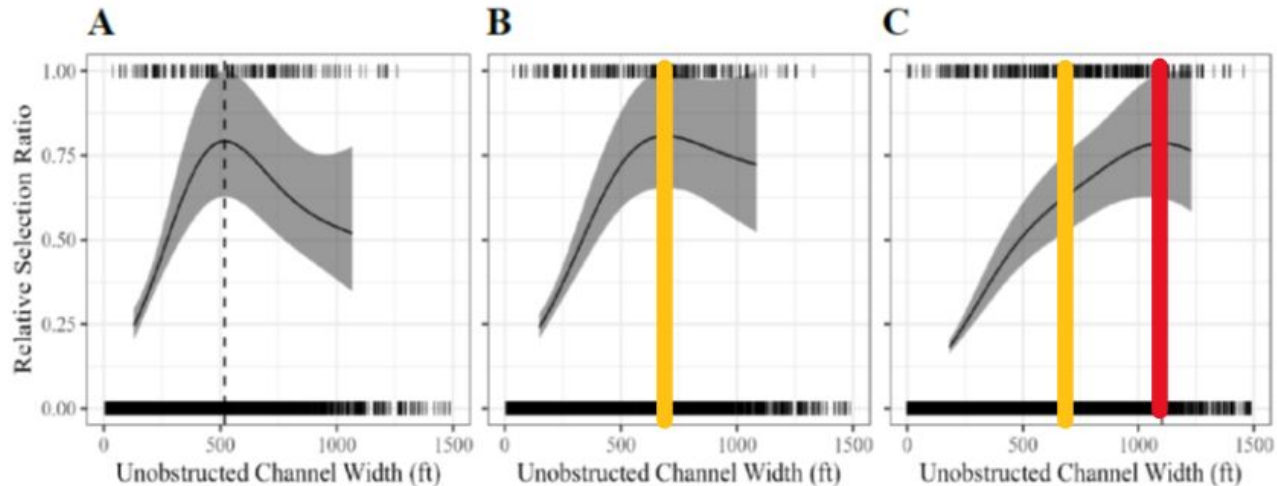 A B C
1.00
0.75
0.50
0.25
0.00
Relative Selection Ratio
0 500 1000 1500 0 500 1000 1500 0 500 1000 1500
Unobstructed Channel Width (ft) Unobstructed Channel Width (ft) Unobstructed Channel Width (ft)